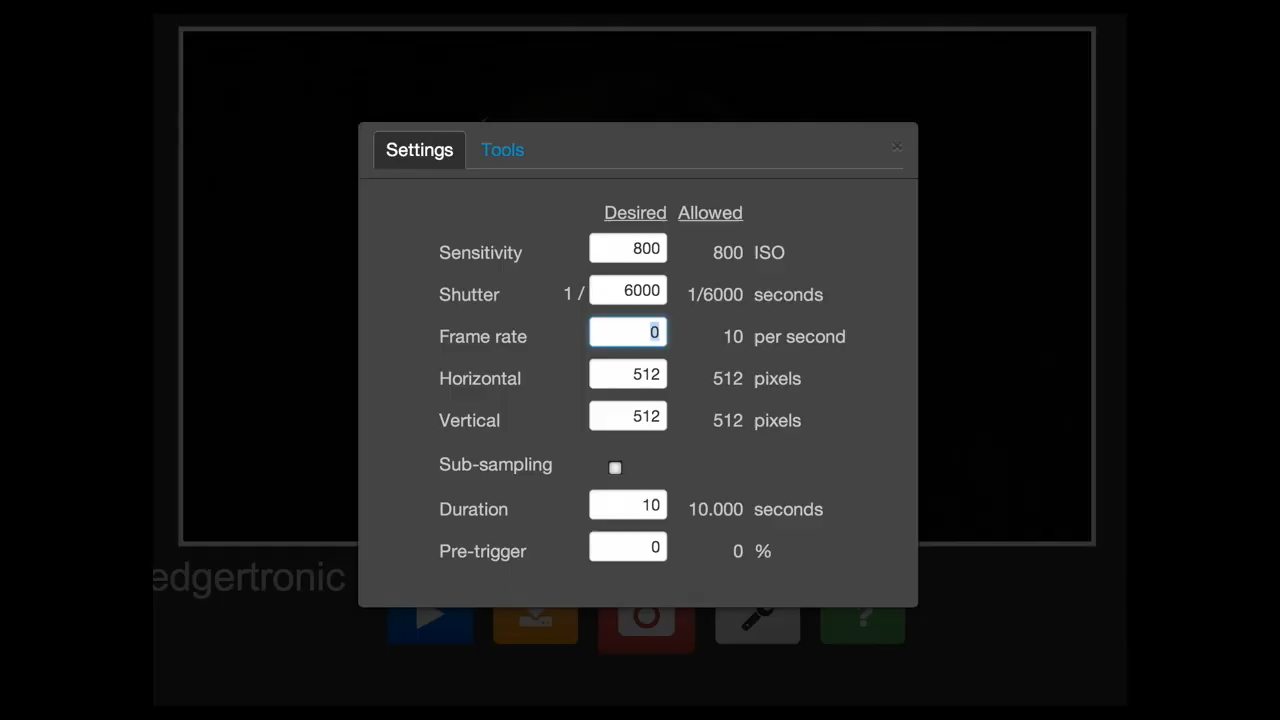 Settings Tools ×
Desired Allowed
Sensitivity 800 800 ISO
Shutter 1 / 6000 1/6000 seconds
Frame rate 0 10 per second
Horizontal 512 512 pixels
Vertical 512 512 pixels
Sub-sampling
Duration 10 10.000 seconds
Pre-trigger 0 0 %
edgertronic
?